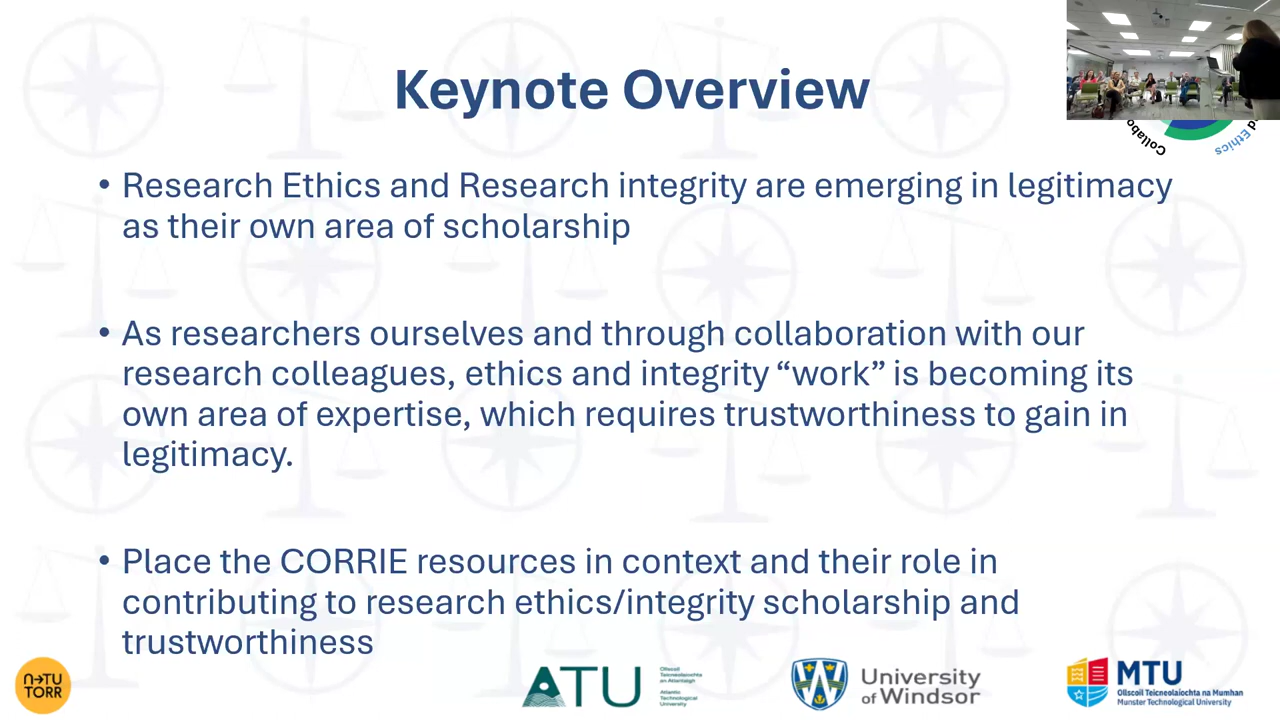 Keynote Overview
Collabo
d Ethics
• Research Ethics and Research integrity are emerging in legitimacy
as their own area of scholarship
• As researchers ourselves and through collaboration with our
research colleagues, ethics and integrity “work” is becoming its
own area of expertise, which requires trustworthiness to gain in
legitimacy.
• Place the CORRIE resources in context and their role in
contributing to research ethics/integrity scholarship and
trustworthiness
n→TU
TORR
ATU
Ollscoil
Teicneolaíochta
an Atlantaigh
Atlantic
Technological
University
University
of Windsor
MTU
Ollscoil Teicneolaíochta na Mumhan
Munster Technological University